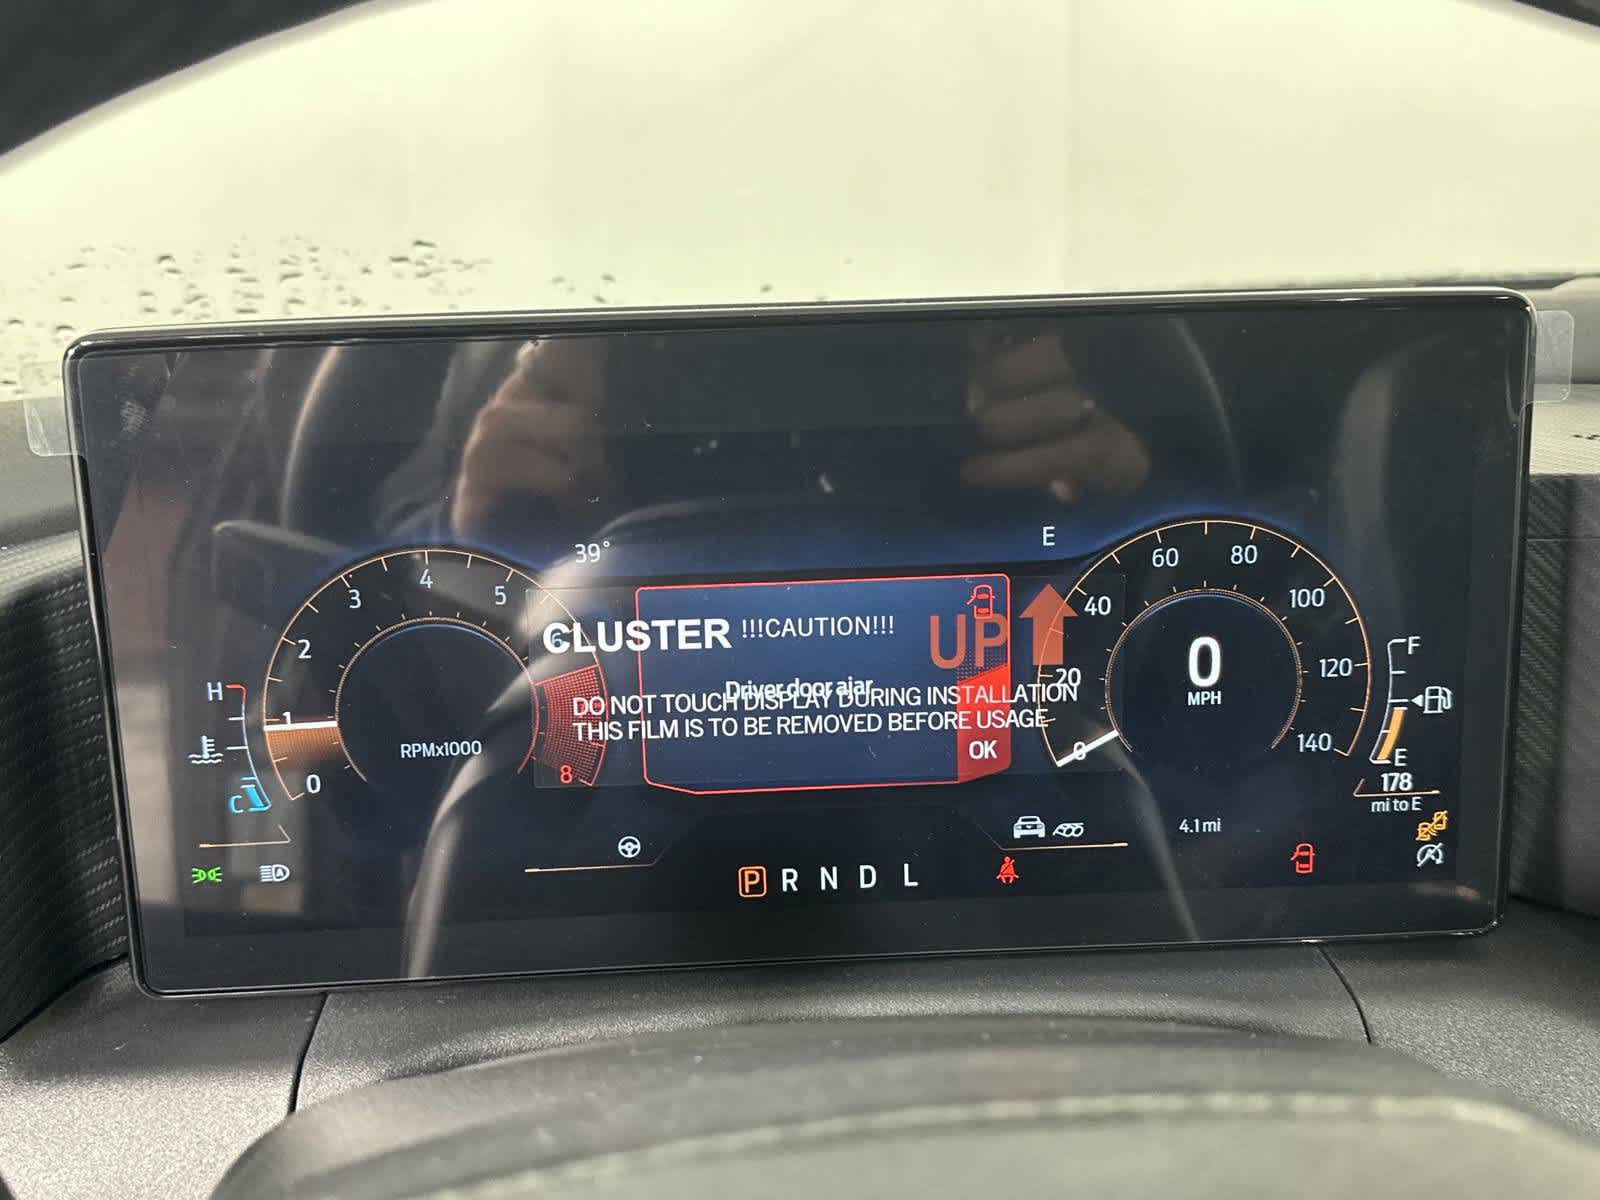 39°
E
4
3
5
2
6
1
0
8
RPMx1000
H
C
CLUSTER !!!CAUTION!!! UP
Driver door ajar
DO NOT TOUCH DISPLAY DURING INSTALLATION
THIS FILM IS TO BE REMOVED BEFORE USAGE
OK
60
80
40
100
20
120
0
140
0
MPH
F
E
178
mi to E
4.1 mi
P R N D L